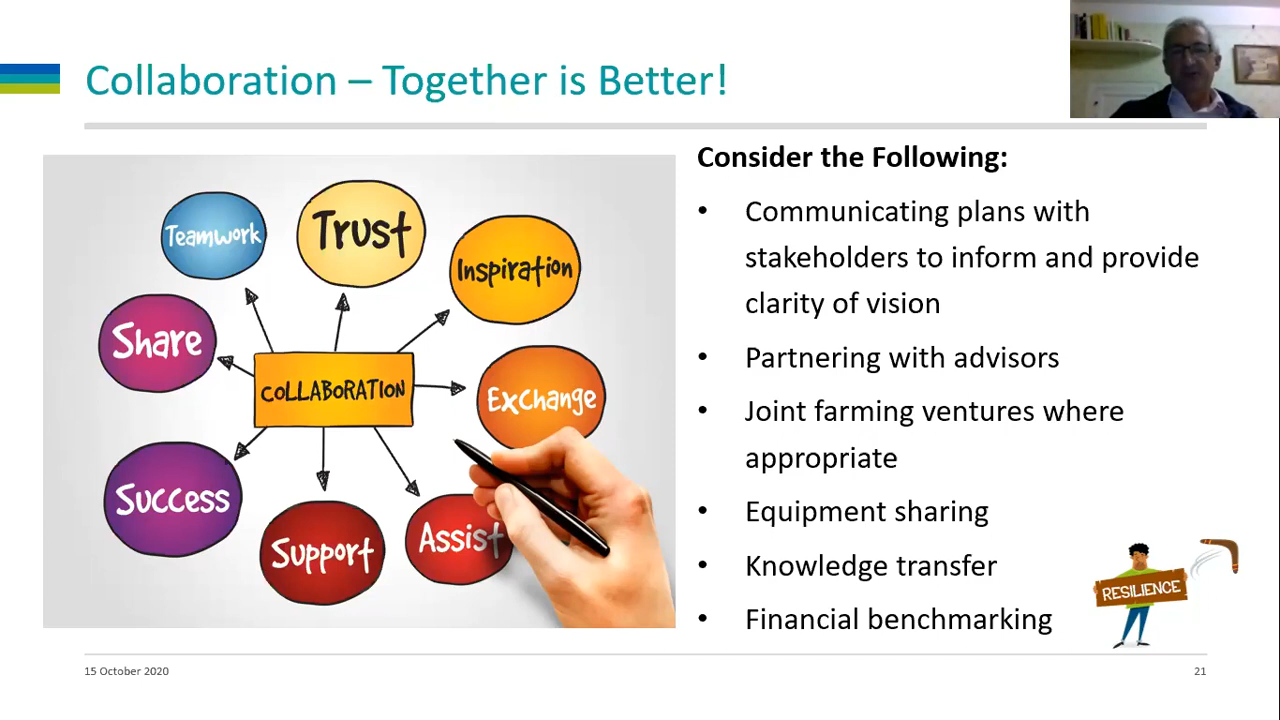 Collaboration – Together is Better!
Teamwork
Trust
Inspiration
Share
COLLABORATION
Exchange
Success
Support
Assist
Consider the Following:
• Communicating plans with
stakeholders to inform and provide
clarity of vision
• Partnering with advisors
• Joint farming ventures where
appropriate
• Equipment sharing
• Knowledge transfer
• Financial benchmarking
RESILIENCE
15 October 2020
21